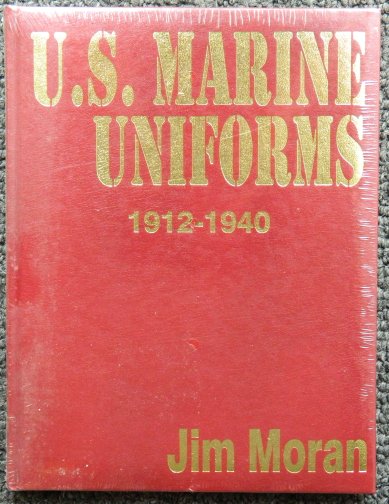 U.S. MARINE
UNIFORMS
1912-1940
Jim Moran